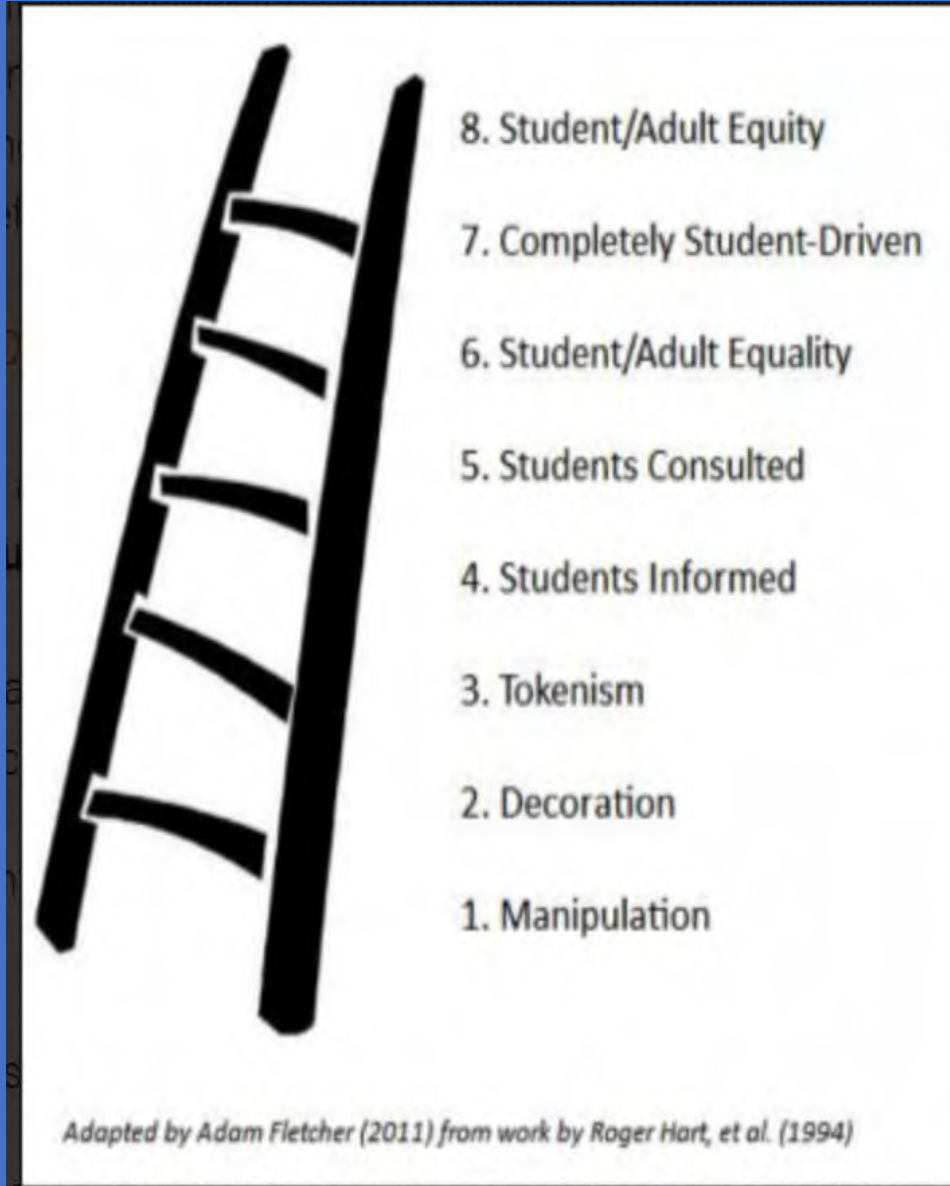 8. Student/Adult Equity
7. Completely Student-Driven
6. Student/Adult Equality
5. Students Consulted
4. Students Informed
3. Tokenism
2. Decoration
1. Manipulation
Adapted by Adam Fletcher (2011) from work by Roger Hart, et al. (1994)